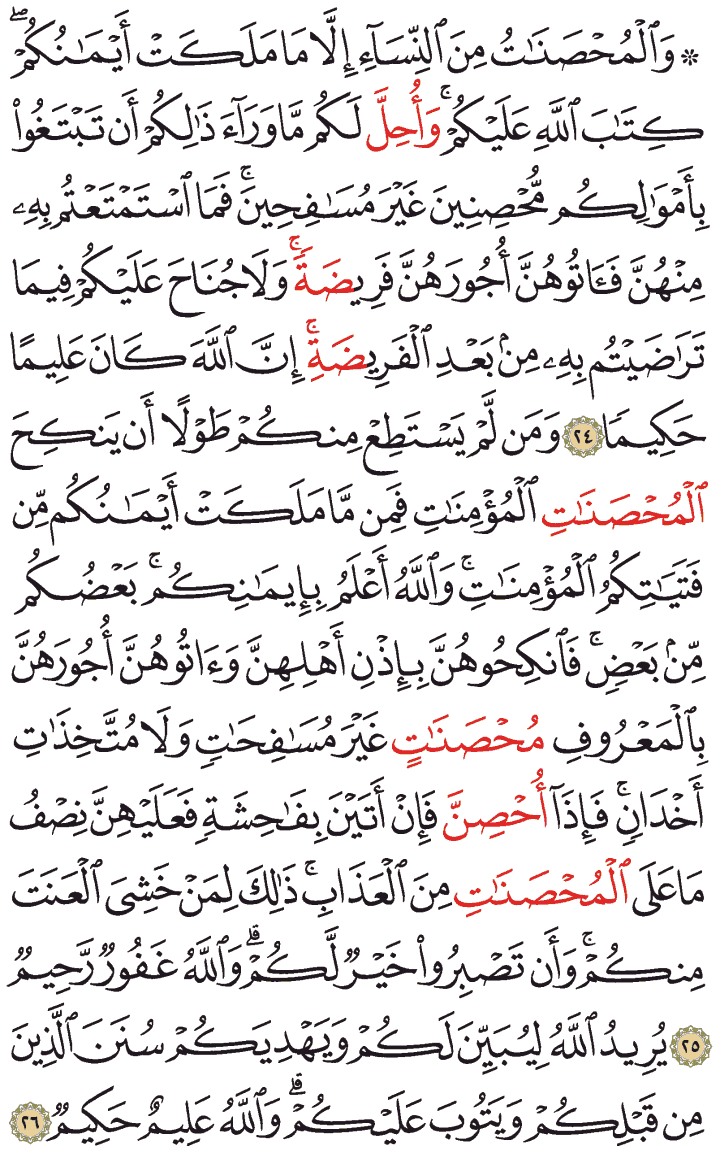 ۞ وَٱلۡمُحۡصَنَٰتُ مِنَ ٱلنِّسَآءِ إِلَّا مَا مَلَكَتۡ أَيۡمَٰنُكُمۡۖ
كِتَٰبَ ٱللَّهِ عَلَيۡكُمۡۚ وَأُحِلَّ لَكُم مَّا وَرَآءَ ذَٰلِكُمۡ أَن تَبۡتَغُواْ
بِأَمۡوَٰلِكُم مُّحۡصِنِينَ غَيۡرَ مُسَٰفِحِينَۚ فَمَا ٱسۡتَمۡتَعۡتُم بِهِۦ
مِنۡهُنَّ فَـَٔاتُوهُنَّ أُجُورَهُنَّ فَرِيضَةٗۚ وَلَا جُنَاحَ عَلَيۡكُمۡ فِيمَا
تَرَٰضَيۡتُم بِهِۦ مِنۢ بَعۡدِ ٱلۡفَرِيضَةِۚ إِنَّ ٱللَّهَ كَانَ عَلِيمًا
حَكِيمٗا ٢٤ وَمَن لَّمۡ يَسۡتَطِعۡ مِنكُمۡ طَوۡلًا أَن يَنكِحَ
ٱلۡمُحۡصَنَٰتِ ٱلۡمُؤۡمِنَٰتِ فَمِن مَّا مَلَكَتۡ أَيۡمَٰنُكُم مِّن
فَتَيَٰتِكُمُ ٱلۡمُؤۡمِنَٰتِۚ وَٱللَّهُ أَعۡلَمُ بِإِيمَٰنِكُمۚ بَعۡضُكُم
مِّنۢ بَعۡضٖۚ فَٱنكِحُوهُنَّ بِإِذۡنِ أَهۡلِهِنَّ وَءَاتُوهُنَّ أُجُورَهُنَّ
بِٱلۡمَعۡرُوفِ مُحۡصَنَٰتٍ غَيۡرَ مُسَٰفِحَٰتٖ وَلَا مُتَّخِذَٰتِ
أَخۡدَانٖۚ فَإِذَآ أُحۡصِنَّ فَإِنۡ أَتَيۡنَ بِفَٰحِشَةٖ فَعَلَيۡهِنَّ نِصۡفُ
مَا عَلَى ٱلۡمُحۡصَنَٰتِ مِنَ ٱلۡعَذَابِۚ ذَٰلِكَ لِمَنۡ خَشِيَ ٱلۡعَنَتَ
مِنكُمۡۚ وَأَن تَصۡبِرُواْ خَيۡرٞ لَّكُمۡۗ وَٱللَّهُ غَفُورٞ رَّحِيمٞ
٢٥ يُرِيدُ ٱللَّهُ لِيُبَيِّنَ لَكُمۡ وَيَهۡدِيَكُمۡ سُنَنَ ٱلَّذِينَ
مِن قَبۡلِكُمۡ وَيَتُوبَ عَلَيۡكُمۡۗ وَٱللَّهُ عَلِيمٌ حَكِيمٞ ٢٦